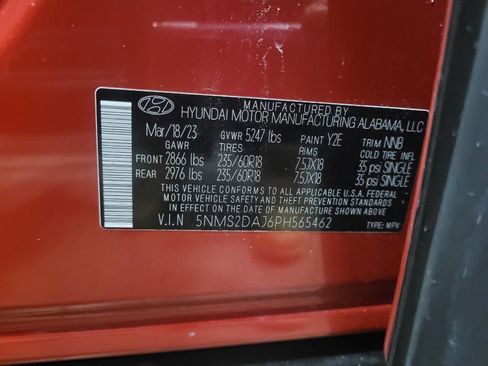 MANUFACTURED BY
HYUNDAI MOTOR MANUFACTURING ALABAMA, LLC
Mar/18/23 GVWR 5247 lbs PAINT Y2E TRIM NNB
GAWR TIRES RIMS COLD TIRE INFL
FRONT 2866 lbs 235/60R18 7.5JX18 35 psi SINGLE
REAR 2976 lbs 235/60R18 7.5JX18 35 psi SINGLE
THIS VEHICLE CONFORMS TO ALL APPLICABLE U.S.A. FEDERAL
MOTOR VEHICLE SAFETY AND BUMPER STANDARDS IN
EFFECT ON THE DATE OF MANUFACTURE SHOWN ABOVE
V.I.N 5NMS2DAJ6PH565462 TYPE: MPV